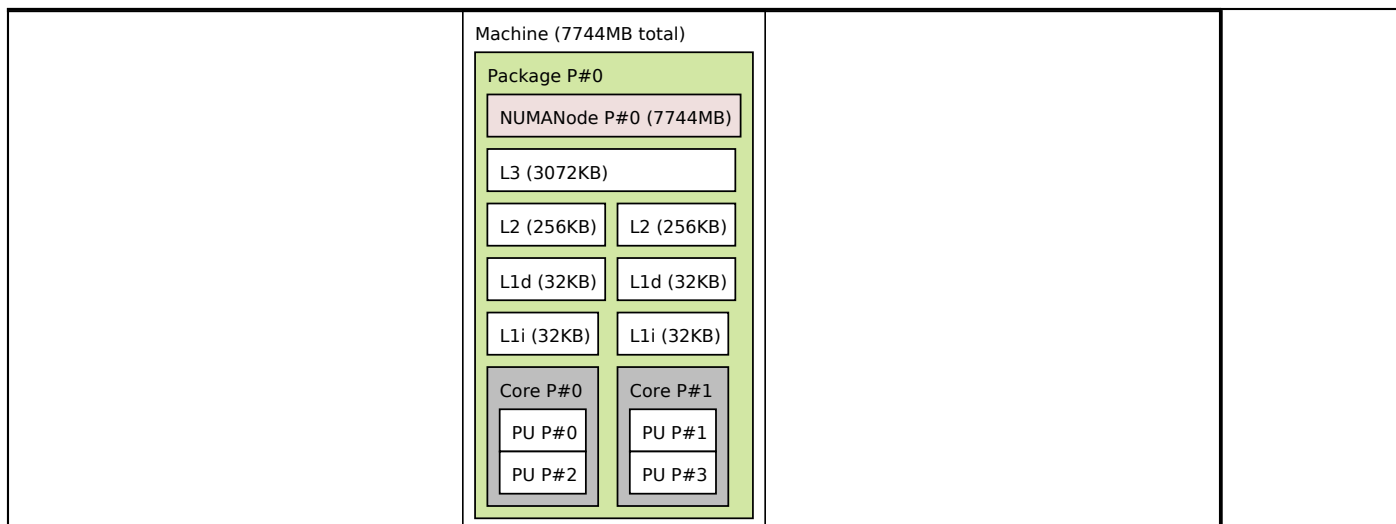 Machine (7744MB total)
Package P#0
NUMANode P#0 (7744MB)
L3 (3072KB)
L2 (256KB) L2 (256KB)
L1d (32KB) L1d (32KB)
L1i (32KB) L1i (32KB)
Core P#0 Core P#1
PU P#0 PU P#1
PU P#2 PU P#3